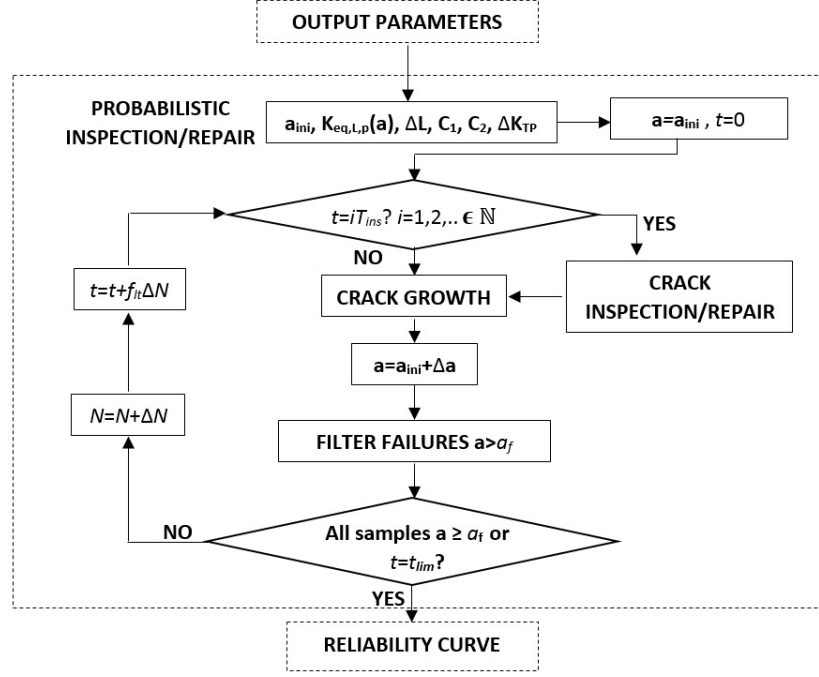 OUTPUT PARAMETERS
PROBABILISTIC
INSPECTION/REPAIR
aini, Keq,L,p(a), ΔL, C1, C2, ΔKTP
a=aini , t=0
t=iTins? i=1,2,.. ϵ ℕ
YES
NO
CRACK
INSPECTION/REPAIR
CRACK GROWTH
t=t+fltΔN
a=aini+Δa
N=N+ΔN
FILTER FAILURES a>af
All samples a ≥ af or
t=tlim?
NO
YES
RELIABILITY CURVE